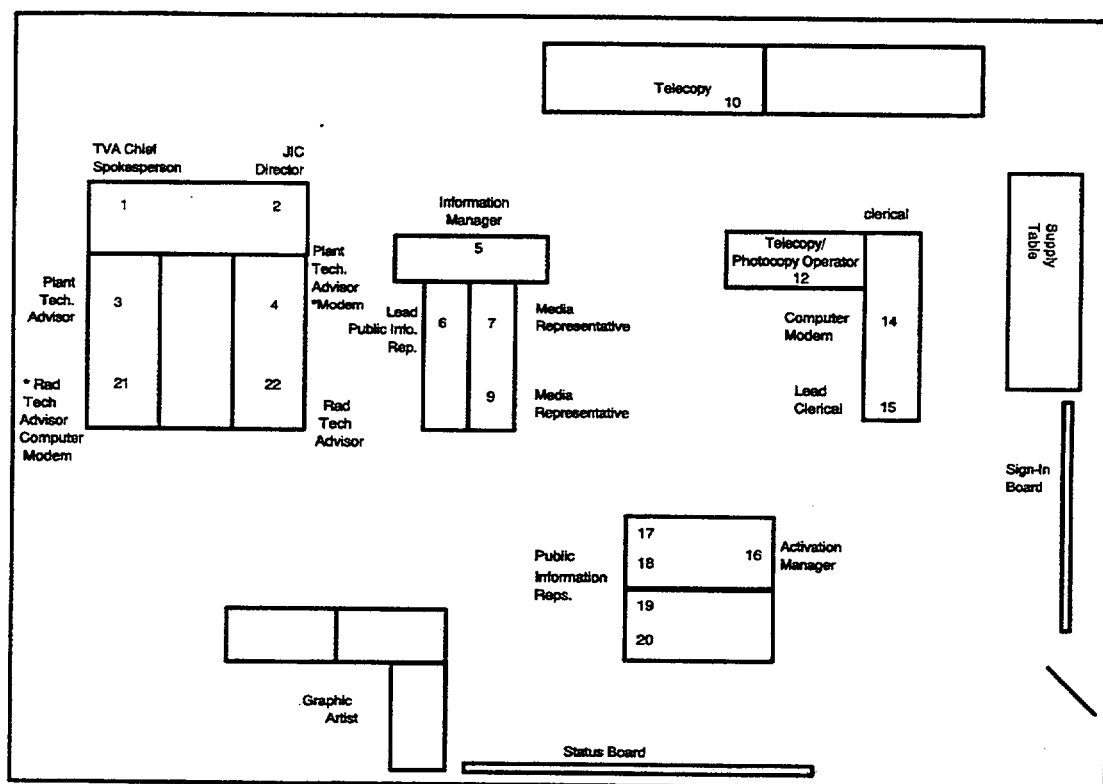 Telecopy
10
TVA Chief
Spokesperson
JIC
Director
1
2
Information
Manager
5
clerical
Telecopy/
Photocopy Operator
12
Supply
Table
Plant
Tech.
Advisor
3
4
Plant
Tech.
Advisor
*Modem
Lead
Public Info.
Rep.
6
7
Media
Representative
Computer
Modem
14
* Rad
Tech
Advisor
Computer
Modem
21
22
Rad
Tech
Advisor
9
Media
Representative
Lead
Clerical
15
Sign-In
Board
Public
Information
Reps.
17
18
16
Activation
Manager
19
20
Graphic
Artist
Status Board